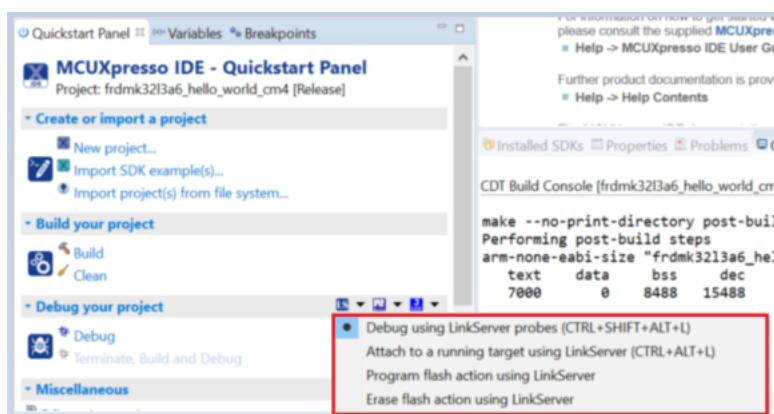 Quickstart Panel
Variables
Breakpoints
MCUXpresso IDE - Quickstart Panel
Project: frdmk32l3a6_hello_world_cm4 [Release]
Create or import a project
New project...
Import SDK example(s)...
Import project(s) from file system...
Build your project
Build
Clean
Debug your project
Debug
Terminate, Build and Debug
Miscellaneous
please consult the supplied MCUXpre
Help -> MCUXpresso IDE User Gu
Further product documentation is prov
Help -> Help Contents
Installed SDKs
Properties
Problems
CDT Build Console [frdmk32l3a6_hello_world_cm
make --no-print-directory post-buil
Performing post-build steps
arm-none-eabi-size "frdmk32l3a6_hel
text data bss dec
7000 0 8488 15488
Debug using LinkServer probes (CTRL+SHIFT+ALT+L)
Attach to a running target using LinkServer (CTRL+ALT+L)
Program flash action using LinkServer
Erase flash action using LinkServer